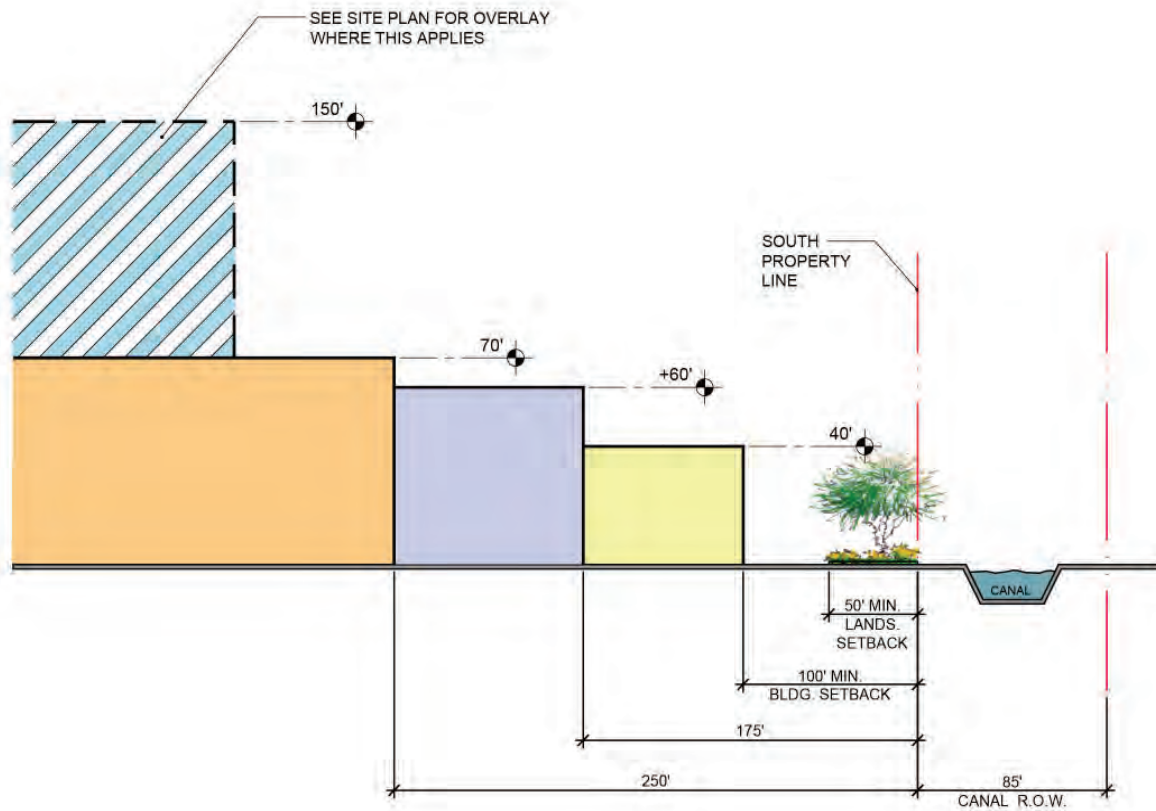 SEE SITE PLAN FOR OVERLAY
WHERE THIS APPLIES
150'
SOUTH
PROPERTY
LINE
70'
+60'
40'
CANAL
50' MIN.
LANDS.
SETBACK
100' MIN.
BLDG. SETBACK
175'
250'
85'
CANAL R.O.W.